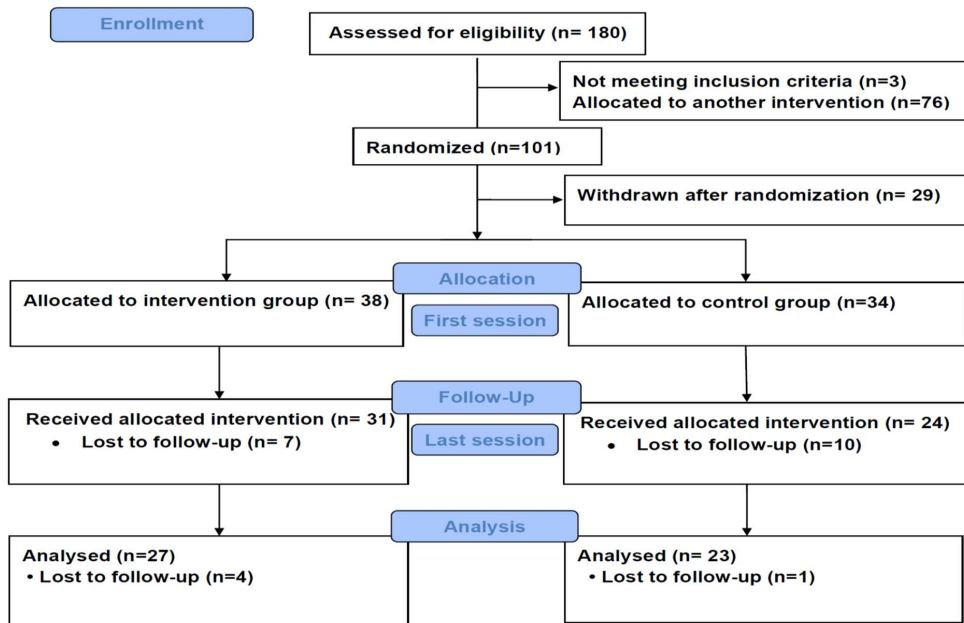 Enrollment
Assessed for eligibility (n= 180)
Not meeting inclusion criteria (n=3)
Allocated to another intervention (n=76)
Randomized (n=101)
Withdrawn after randomization (n= 29)
Allocation
Allocated to intervention group (n= 38)
Allocated to control group (n=34)
First session
Follow-Up
Received allocated intervention (n= 31)
• Lost to follow-up (n= 7)
Received allocated intervention (n= 24)
• Lost to follow-up (n=10)
Last session
Analysis
Analysed (n=27)
• Lost to follow-up (n=4)
Analysed (n= 23)
• Lost to follow-up (n=1)